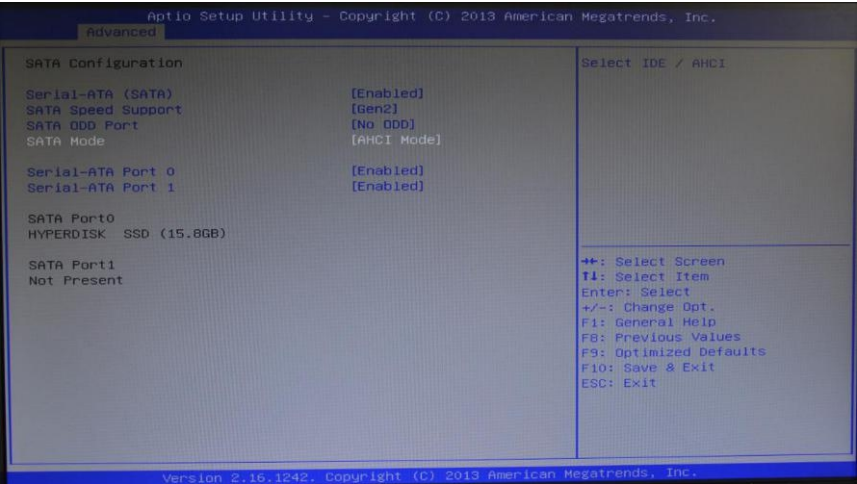 Aptio Setup Utility - Copyright (C) 2013 American Megatrends, Inc.
Advanced
SATA Configuration
Serial-ATA (SATA) [Enabled]
SATA Speed Support [Gen2]
SATA ODD Port [No ODD]
SATA Mode [AHCI Mode]
Serial-ATA Port 0 [Enabled]
Serial-ATA Port 1 [Enabled]
SATA Port0
HYPERDISK SSD (15.8GB)
SATA Port1
Not Present
Select IDE / AHCI
→←: Select Screen
↑↓: Select Item
Enter: Select
+/-: Change Opt.
F1: General Help
F8: Previous Values
F9: Optimized Defaults
F10: Save & Exit
ESC: Exit
Version 2.16.1242. Copyright (C) 2013 American Megatrends, Inc.